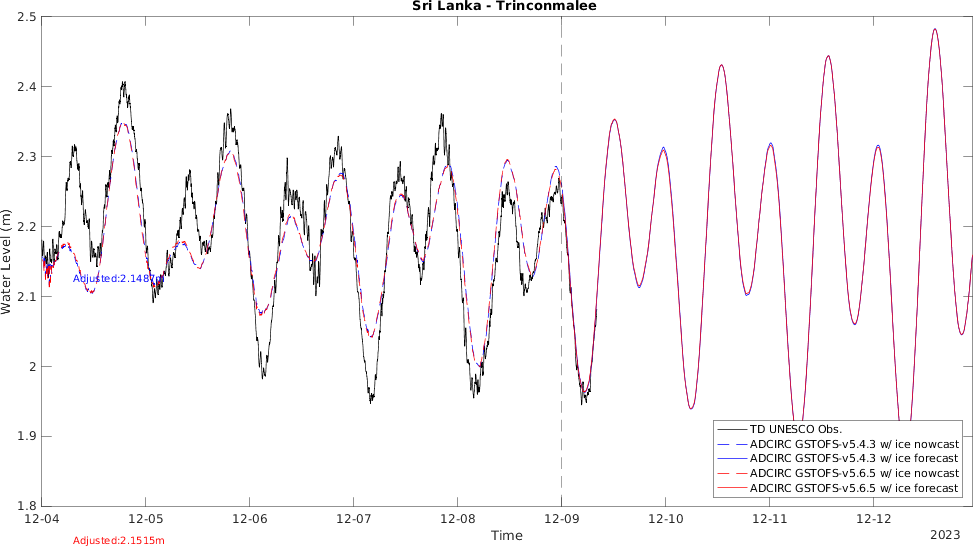 Sri Lanka - Trinconmalee
2.5
2.4
2.3
2.2
2.1
2
1.9
1.8
Water Level (m)
Adjusted:2.1487m
TD UNESCO Obs.
ADCIRC GSTOFS-v5.4.3 w/ ice nowcast
ADCIRC GSTOFS-v5.4.3 w/ ice forecast
ADCIRC GSTOFS-v5.6.5 w/ ice nowcast
ADCIRC GSTOFS-v5.6.5 w/ ice forecast
12-04 12-05 12-06 12-07 12-08 12-09 12-10 12-11 12-12
Time
2023
Adjusted:2.1515m